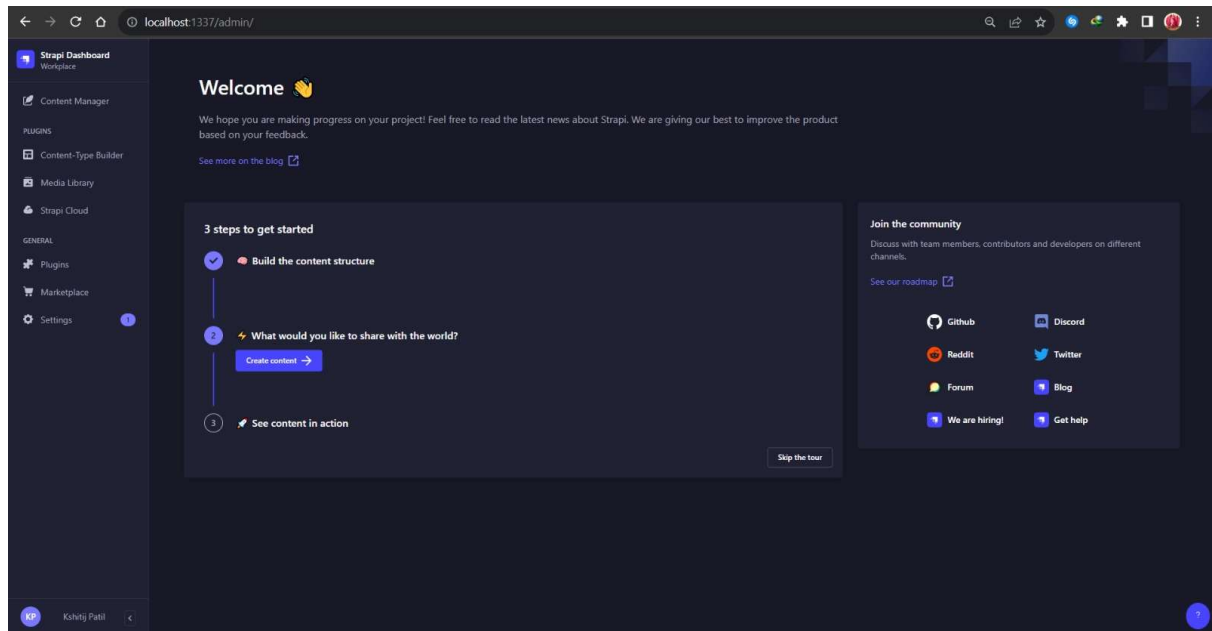 localhost:1337/admin/
Strapi Dashboard
Workplace
Content Manager
PLUGINS
Content-Type Builder
Media Library
Strapi Cloud
GENERAL
Plugins
Marketplace
Settings
1
KP
Kshitij Patil
Welcome 👋
We hope you are making progress on your project! Feel free to read the latest news about Strapi. We are giving our best to improve the product
based on your feedback.
See more on the blog
3 steps to get started
🧠 Build the content structure
2
⚡ What would you like to share with the world?
Create content
3
🚀 See content in action
Skip the tour
Join the community
Discuss with team members, contributors and developers on different
channels.
See our roadmap
Github
Discord
Reddit
Twitter
Forum
Blog
We are hiring!
Get help
?